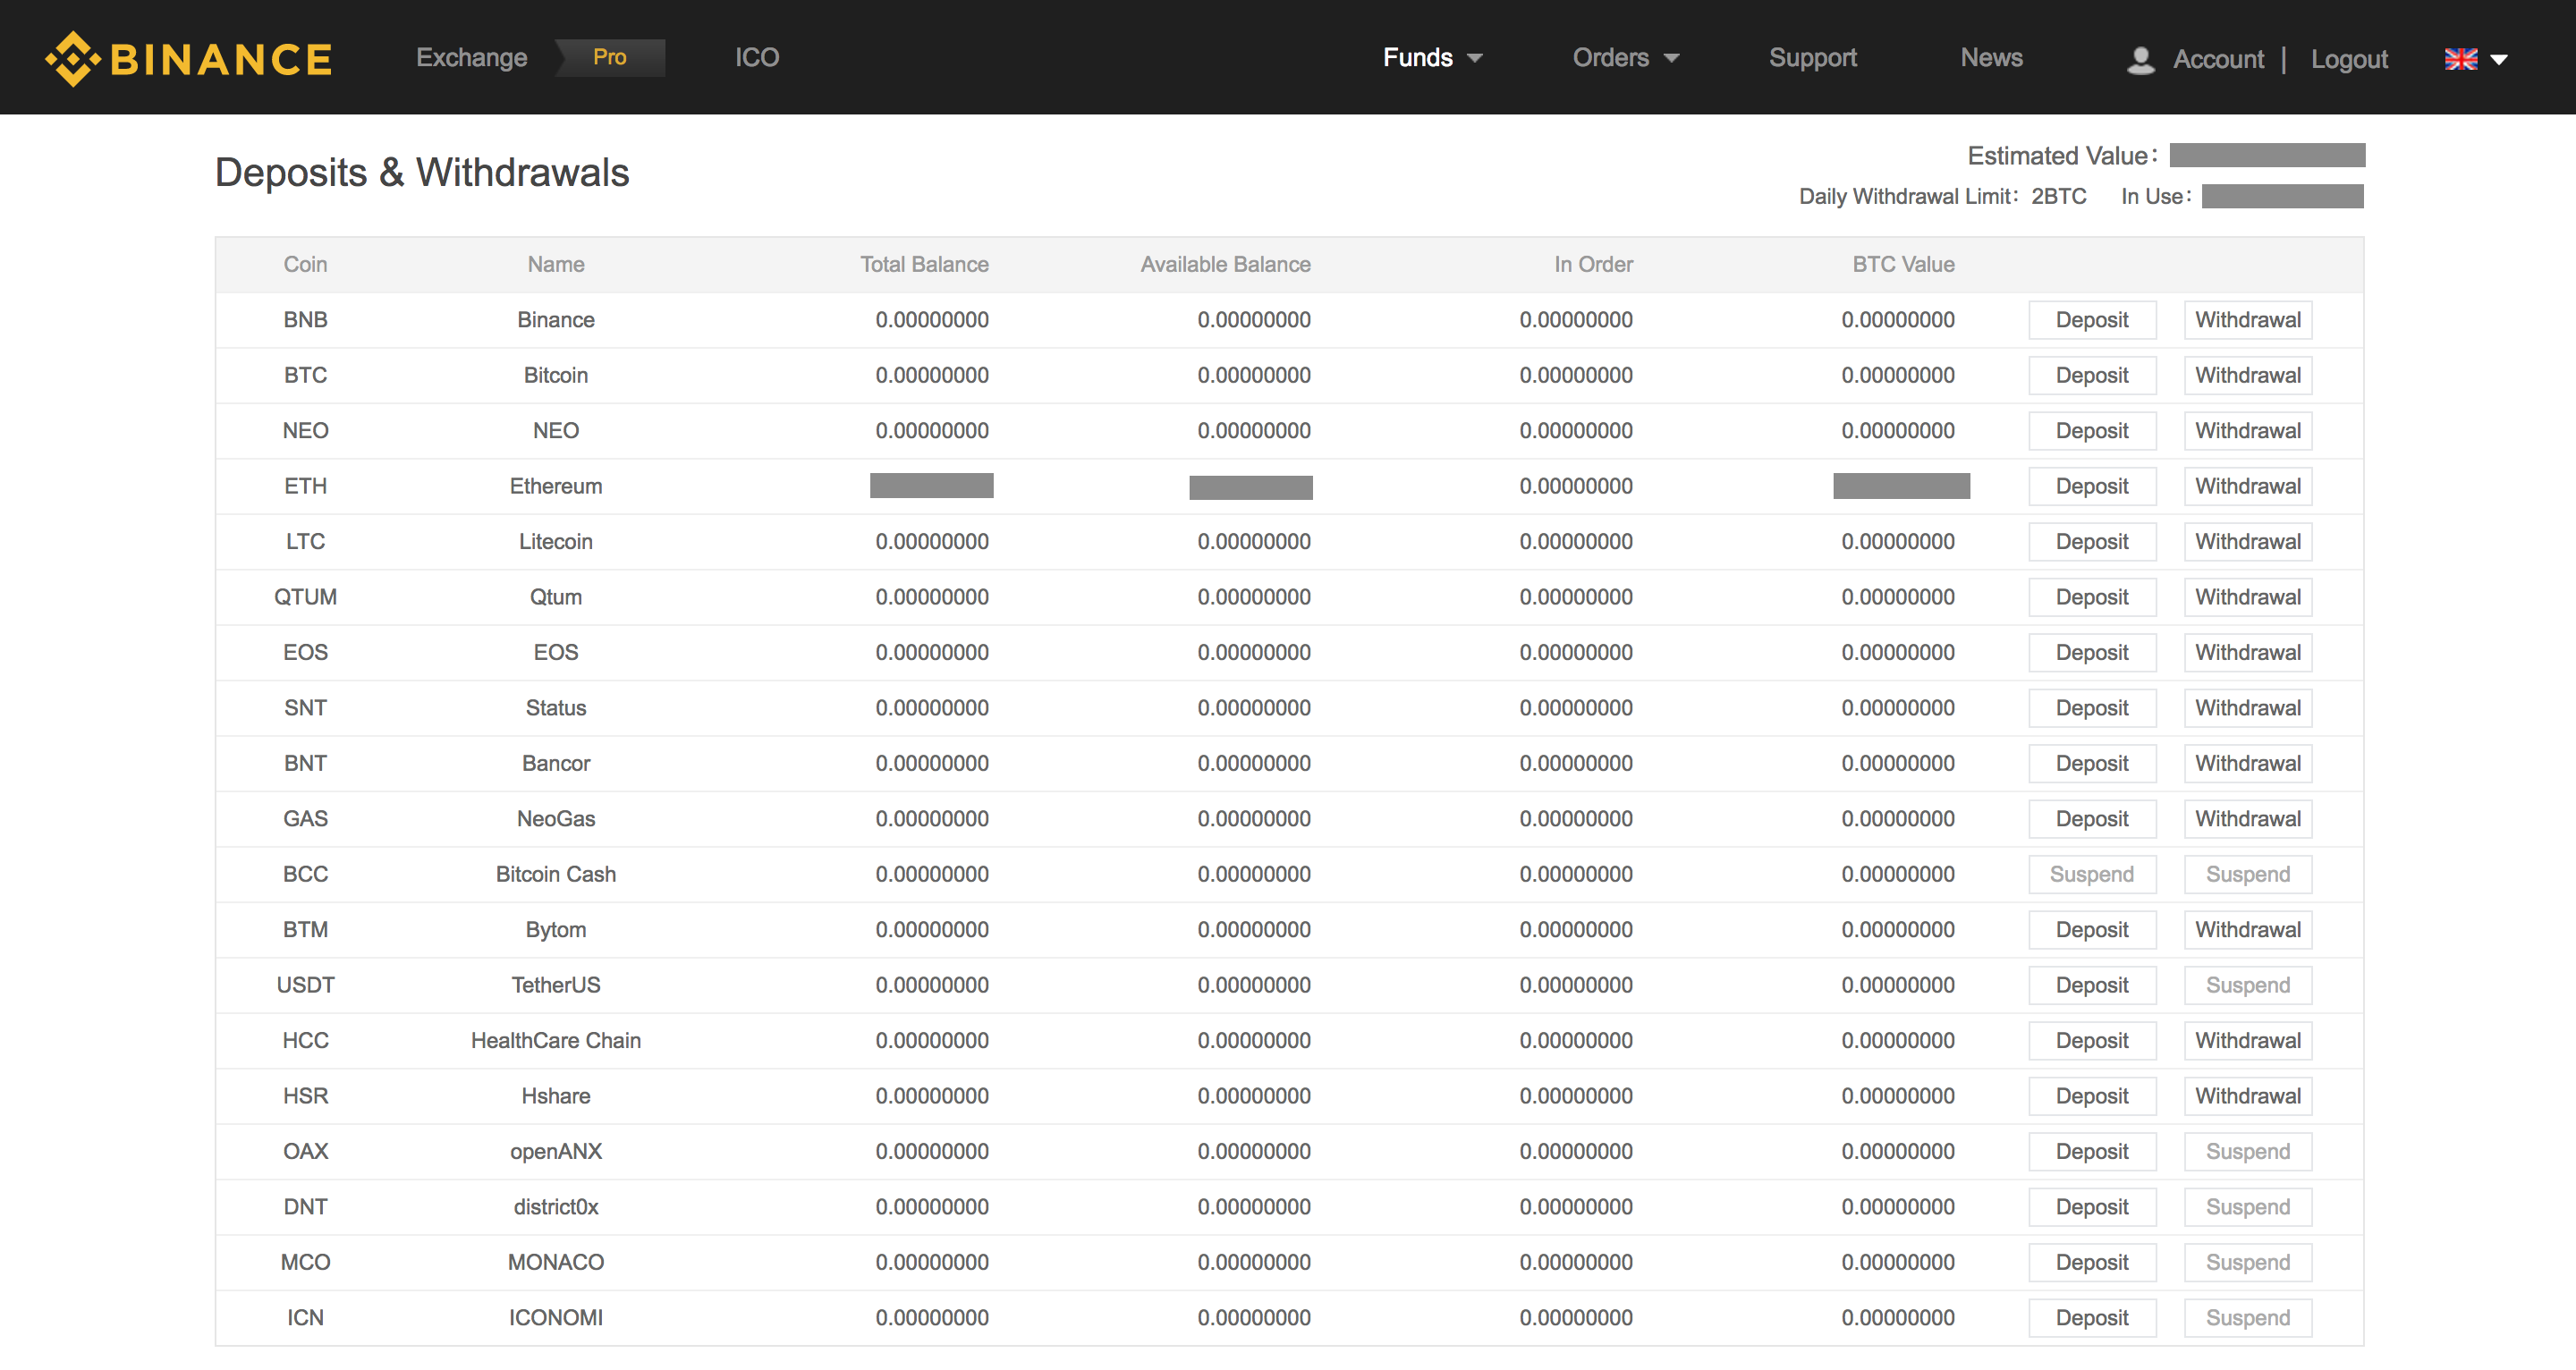 BINANCE Exchange Pro ICO Funds Orders Support News Account | Logout
Deposits & Withdrawals
Estimated Value:
Daily Withdrawal Limit: 2BTC In Use:
Coin Name Total Balance Available Balance In Order BTC Value
BNB Binance 0.00000000 0.00000000 0.00000000 0.00000000 Deposit Withdrawal
BTC Bitcoin 0.00000000 0.00000000 0.00000000 0.00000000 Deposit Withdrawal
NEO NEO 0.00000000 0.00000000 0.00000000 0.00000000 Deposit Withdrawal
ETH Ethereum 0.00000000 Deposit Withdrawal
LTC Litecoin 0.00000000 0.00000000 0.00000000 0.00000000 Deposit Withdrawal
QTUM Qtum 0.00000000 0.00000000 0.00000000 0.00000000 Deposit Withdrawal
EOS EOS 0.00000000 0.00000000 0.00000000 0.00000000 Deposit Withdrawal
SNT Status 0.00000000 0.00000000 0.00000000 0.00000000 Deposit Withdrawal
BNT Bancor 0.00000000 0.00000000 0.00000000 0.00000000 Deposit Withdrawal
GAS NeoGas 0.00000000 0.00000000 0.00000000 0.00000000 Deposit Withdrawal
BCC Bitcoin Cash 0.00000000 0.00000000 0.00000000 0.00000000 Suspend Suspend
BTM Bytom 0.00000000 0.00000000 0.00000000 0.00000000 Deposit Withdrawal
USDT TetherUS 0.00000000 0.00000000 0.00000000 0.00000000 Deposit Suspend
HCC HealthCare Chain 0.00000000 0.00000000 0.00000000 0.00000000 Deposit Withdrawal
HSR Hshare 0.00000000 0.00000000 0.00000000 0.00000000 Deposit Withdrawal
OAX openANX 0.00000000 0.00000000 0.00000000 0.00000000 Deposit Suspend
DNT district0x 0.00000000 0.00000000 0.00000000 0.00000000 Deposit Suspend
MCO MONACO 0.00000000 0.00000000 0.00000000 0.00000000 Deposit Suspend
ICN ICONOMI 0.00000000 0.00000000 0.00000000 0.00000000 Deposit Suspend